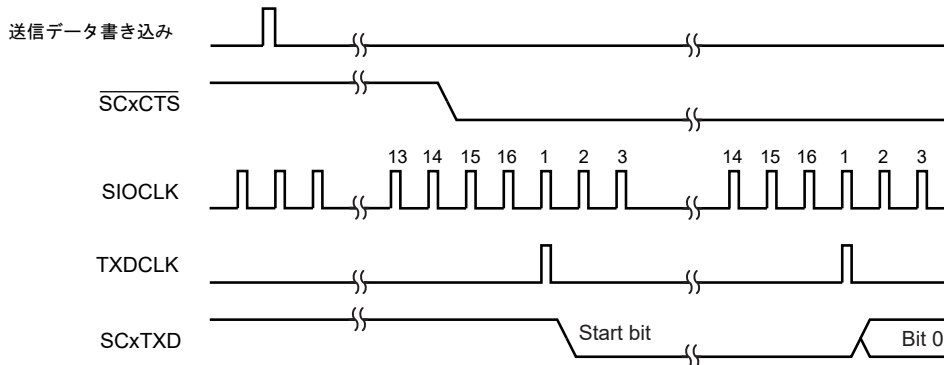 送信データ書き込み
SCxCTS
13 14 15 16 1 2 3 14 15 16 1 2 3
SIOCLK
TXDCLK
SCxTXD Start bit Bit 0